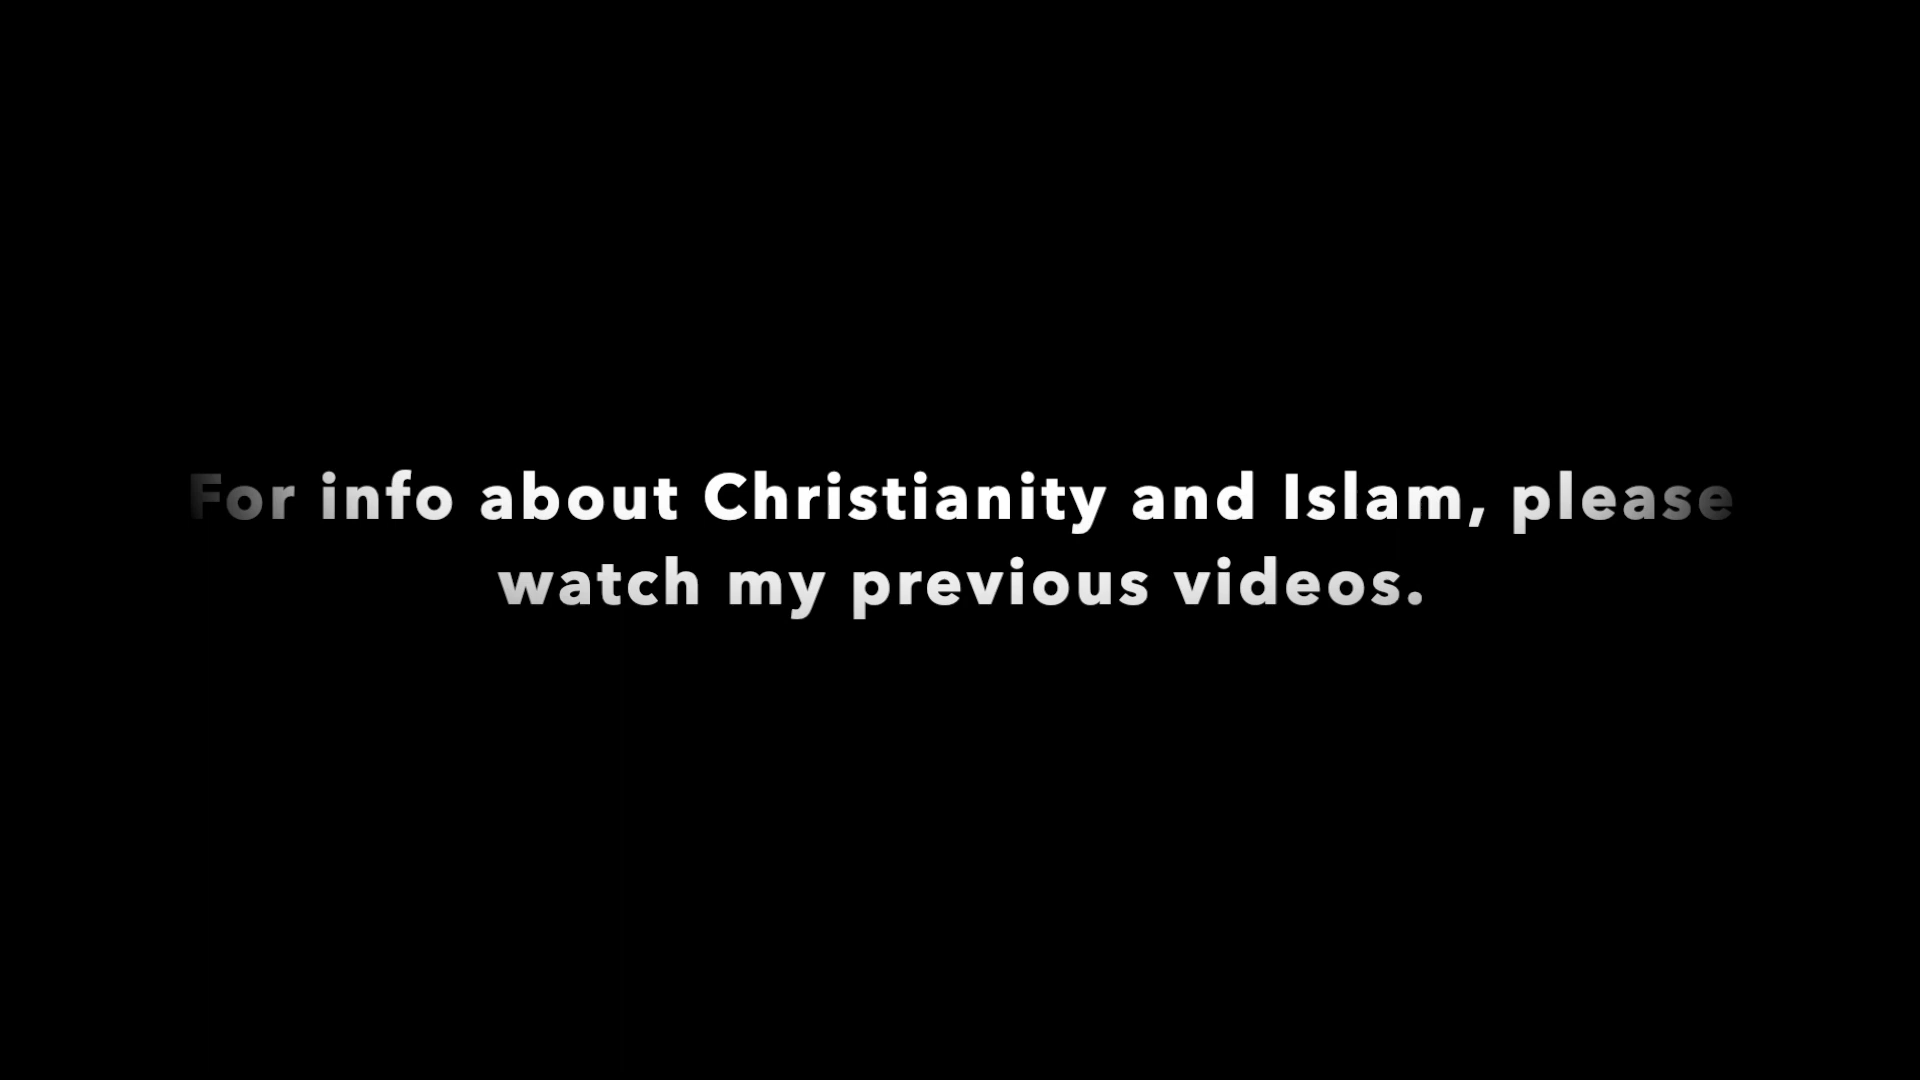 For info about Christianity and Islam, please
watch my previous videos.